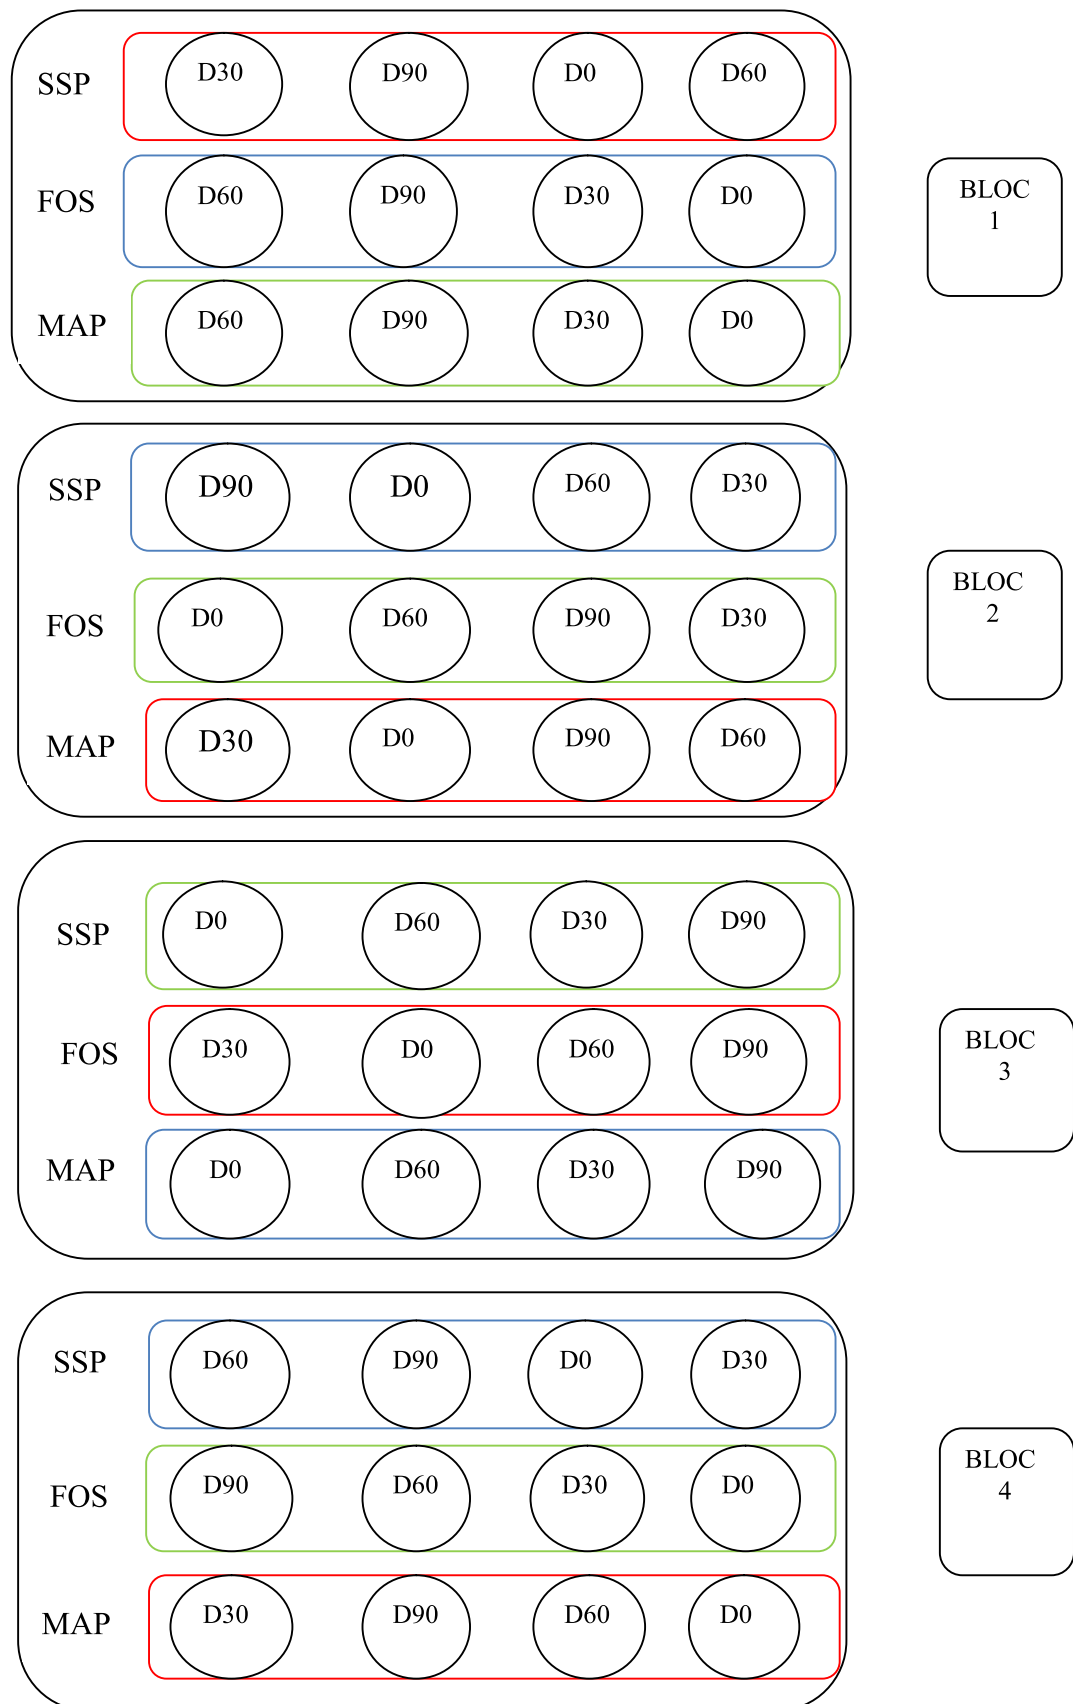 SSP D30 D90 D0 D60
FOS D60 D90 D30 D0
BLOC
1
MAP D60 D90 D30 D0
SSP D90 D0 D60 D30
FOS D0 D60 D90 D30
BLOC
2
MAP D30 D0 D90 D60
SSP D0 D60 D30 D90
FOS D30 D0 D60 D90
BLOC
3
MAP D0 D60 D30 D90
SSP D60 D90 D0 D30
FOS D90 D60 D30 D0
BLOC
4
MAP D30 D90 D60 D0